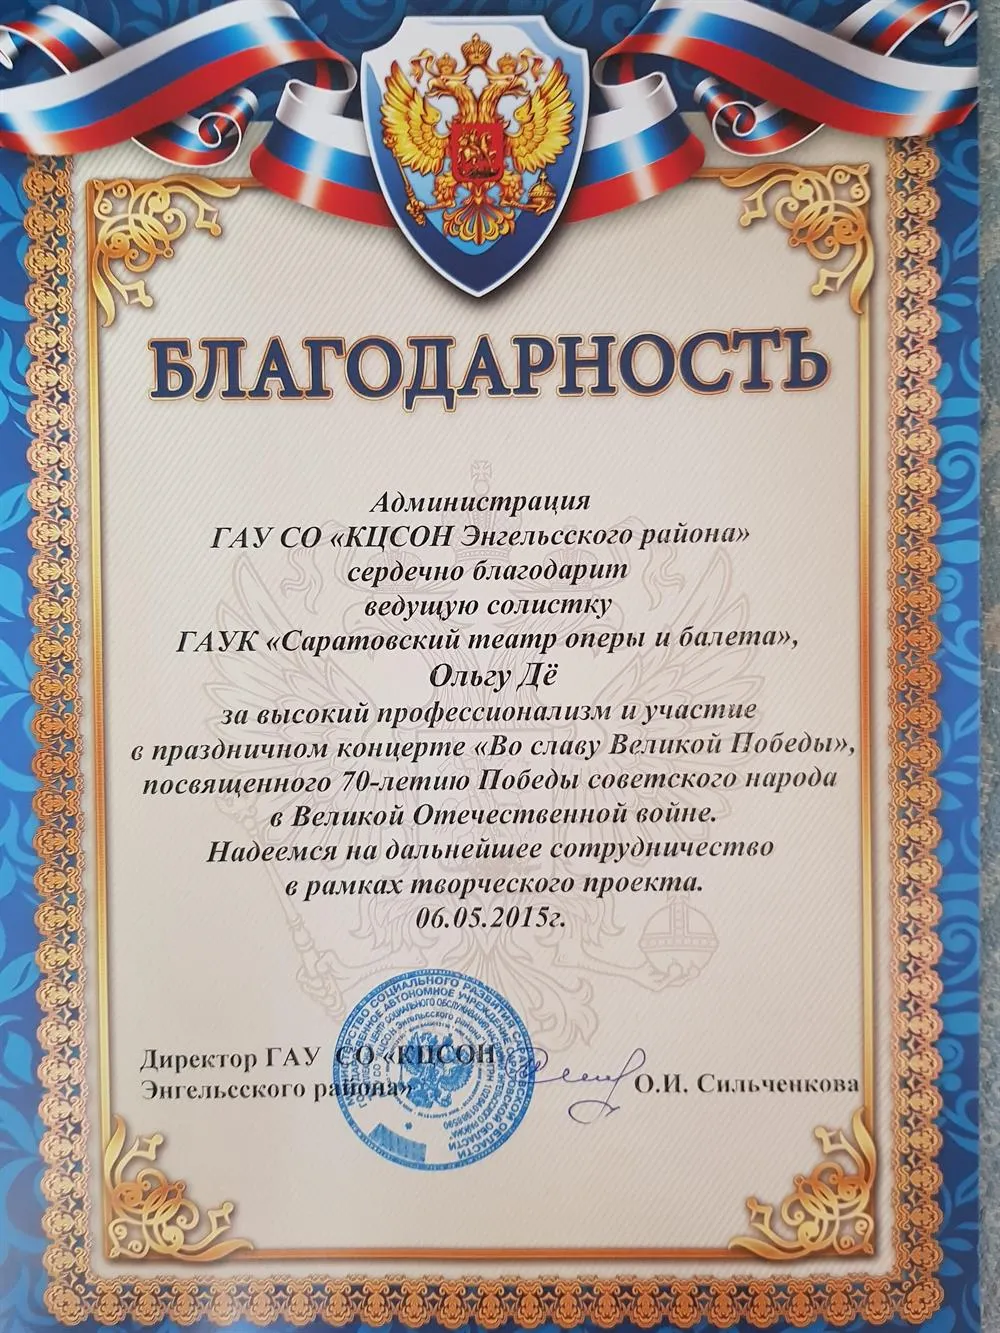 БЛАГОДАРНОСТЬ
Администрация
ГАУ СО «КЦСОН Энгельсского района»
сердечно благодарит
ведущую солистку
ГАУК «Саратовский театр оперы и балета»,
Ольгу Дё
за высокий профессионализм и участие
в праздничном концерте «Во славу Великой Победы»,
посвященного 70-летию Победы советского народа
в Великой Отечественной войне.
Надеемся на дальнейшее сотрудничество
в рамках творческого проекта.
06.05.2015г.
Директор ГАУ СО «КЦСОН
Энгельсского района»
О.И. Сильченкова